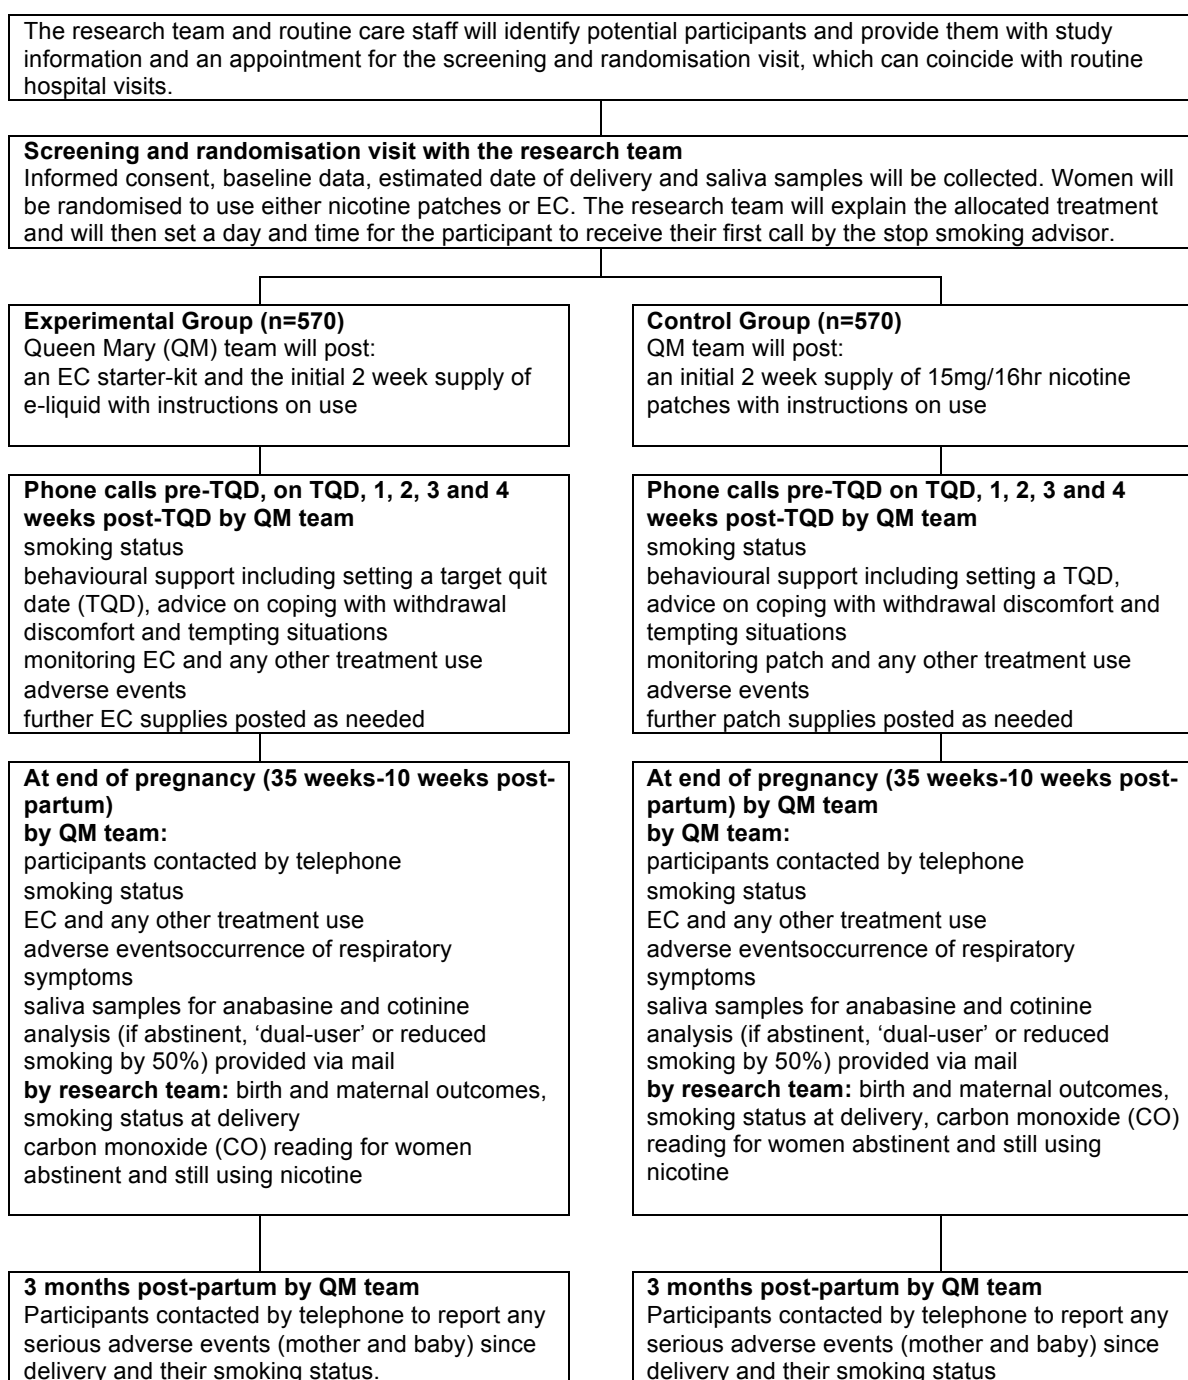 The research team and routine care staff will identify potential participants and provide them with study
information and an appointment for the screening and randomisation visit, which can coincide with routine
hospital visits.
Screening and randomisation visit with the research team
Informed consent, baseline data, estimated date of delivery and saliva samples will be collected. Women will
be randomised to use either nicotine patches or EC. The research team will explain the allocated treatment
and will then set a day and time for the participant to receive their first call by the stop smoking advisor.
Experimental Group (n=570)
Queen Mary (QM) team will post:
an EC starter-kit and the initial 2 week supply of
e-liquid with instructions on use
Control Group (n=570)
QM team will post:
an initial 2 week supply of 15mg/16hr nicotine
patches with instructions on use
Phone calls pre-TQD, on TQD, 1, 2, 3 and 4
weeks post-TQD by QM team
smoking status
behavioural support including setting a target quit
date (TQD), advice on coping with withdrawal
discomfort and tempting situations
monitoring EC and any other treatment use
adverse events
further EC supplies posted as needed
Phone calls pre-TQD on TQD, 1, 2, 3 and 4
weeks post-TQD by QM team
smoking status
behavioural support including setting a TQD,
advice on coping with withdrawal discomfort and
tempting situations
monitoring patch and any other treatment use
adverse events
further patch supplies posted as needed
At end of pregnancy (35 weeks-10 weeks post-
partum)
by QM team:
participants contacted by telephone
smoking status
EC and any other treatment use
adverse eventsoccurrence of respiratory
symptoms
saliva samples for anabasine and cotinine
analysis (if abstinent, ‘dual-user’ or reduced
smoking by 50%) provided via mail
by research team: birth and maternal outcomes,
smoking status at delivery
carbon monoxide (CO) reading for women
abstinent and still using nicotine
At end of pregnancy (35 weeks-10 weeks post-
partum) by QM team
by QM team:
participants contacted by telephone
smoking status
EC and any other treatment use
adverse eventsoccurrence of respiratory
symptoms
saliva samples for anabasine and cotinine
analysis (if abstinent, ‘dual-user’ or reduced
smoking by 50%) provided via mail
by research team: birth and maternal outcomes,
smoking status at delivery, carbon monoxide (CO)
reading for women abstinent and still using
nicotine
3 months post-partum by QM team
Participants contacted by telephone to report any
serious adverse events (mother and baby) since
delivery and their smoking status.
3 months post-partum by QM team
Participants contacted by telephone to report any
serious adverse events (mother and baby) since
delivery and their smoking status